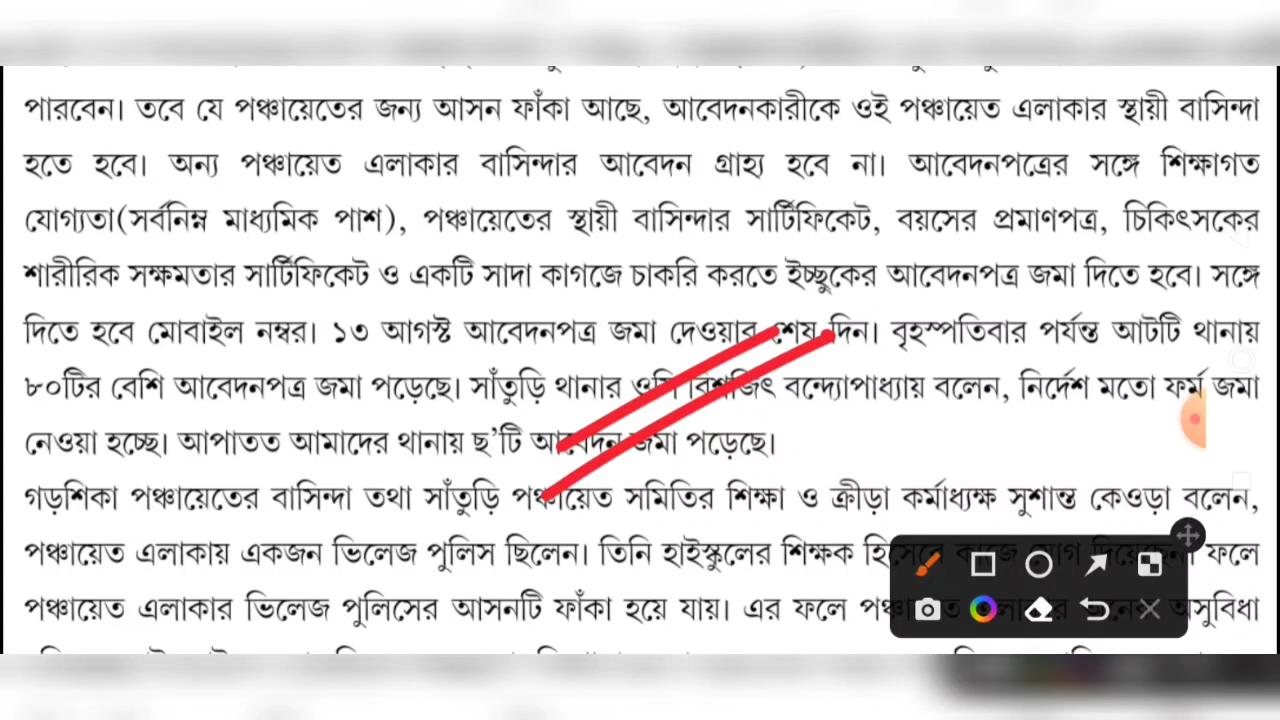 পারবেন। তবে যে পঞ্চায়েতের জন্য আসন ফাঁকা আছে, আবেদনকারীকে ওই পঞ্চায়েত এলাকার স্থায়ী বাসিন্দা
হতে হবে। অন্য পঞ্চায়েত এলাকার বাসিন্দার আবেদন গ্রাহ্য হবে না। আবেদনপত্রের সঙ্গে শিক্ষাগত
যোগ্যতা(সর্বনিম্ন মাধ্যমিক পাশ), পঞ্চায়েতের স্থায়ী বাসিন্দার সার্টিফিকেট, বয়সের প্রমাণপত্র, চিকিৎসকের
শারীরিক সক্ষমতার সার্টিফিকেট ও একটি সাদা কাগজে চাকরি করতে ইচ্ছুকের আবেদনপত্র জমা দিতে হবে। সঙ্গে
দিতে হবে মোবাইল নম্বর। ১৩ আগস্ট আবেদনপত্র জমা দেওয়ার শেষ দিন। বৃহস্পতিবার পর্যন্ত আটটি থানায়
৮০টির বেশি আবেদনপত্র জমা পড়েছে। সাঁতুড়ি থানার ওসি বিশ্বজিৎ বন্দ্যোপাধ্যায় বলেন, নির্দেশ মতো ফর্ম জমা
নেওয়া হচ্ছে। আপাতত আমাদের থানায় ছ’টি আবেদন জমা পড়েছে।
গড়শিকা পঞ্চায়েতের বাসিন্দা তথা সাঁতুড়ি পঞ্চায়েত সমিতির শিক্ষা ও ক্রীড়া কর্মাধ্যক্ষ সুশান্ত কেওড়া বলেন,
পঞ্চায়েত এলাকায় একজন ভিলেজ পুলিস ছিলেন। তিনি হাইস্কুলের শিক্ষক হিসেবে কাজে যোগ দিয়েছেন। ফলে
পঞ্চায়েত এলাকার ভিলেজ পুলিসের আসনটি ফাঁকা হয়ে যায়। এর ফলে পঞ্চায়েত এলাকার অনেক অসুবিধা